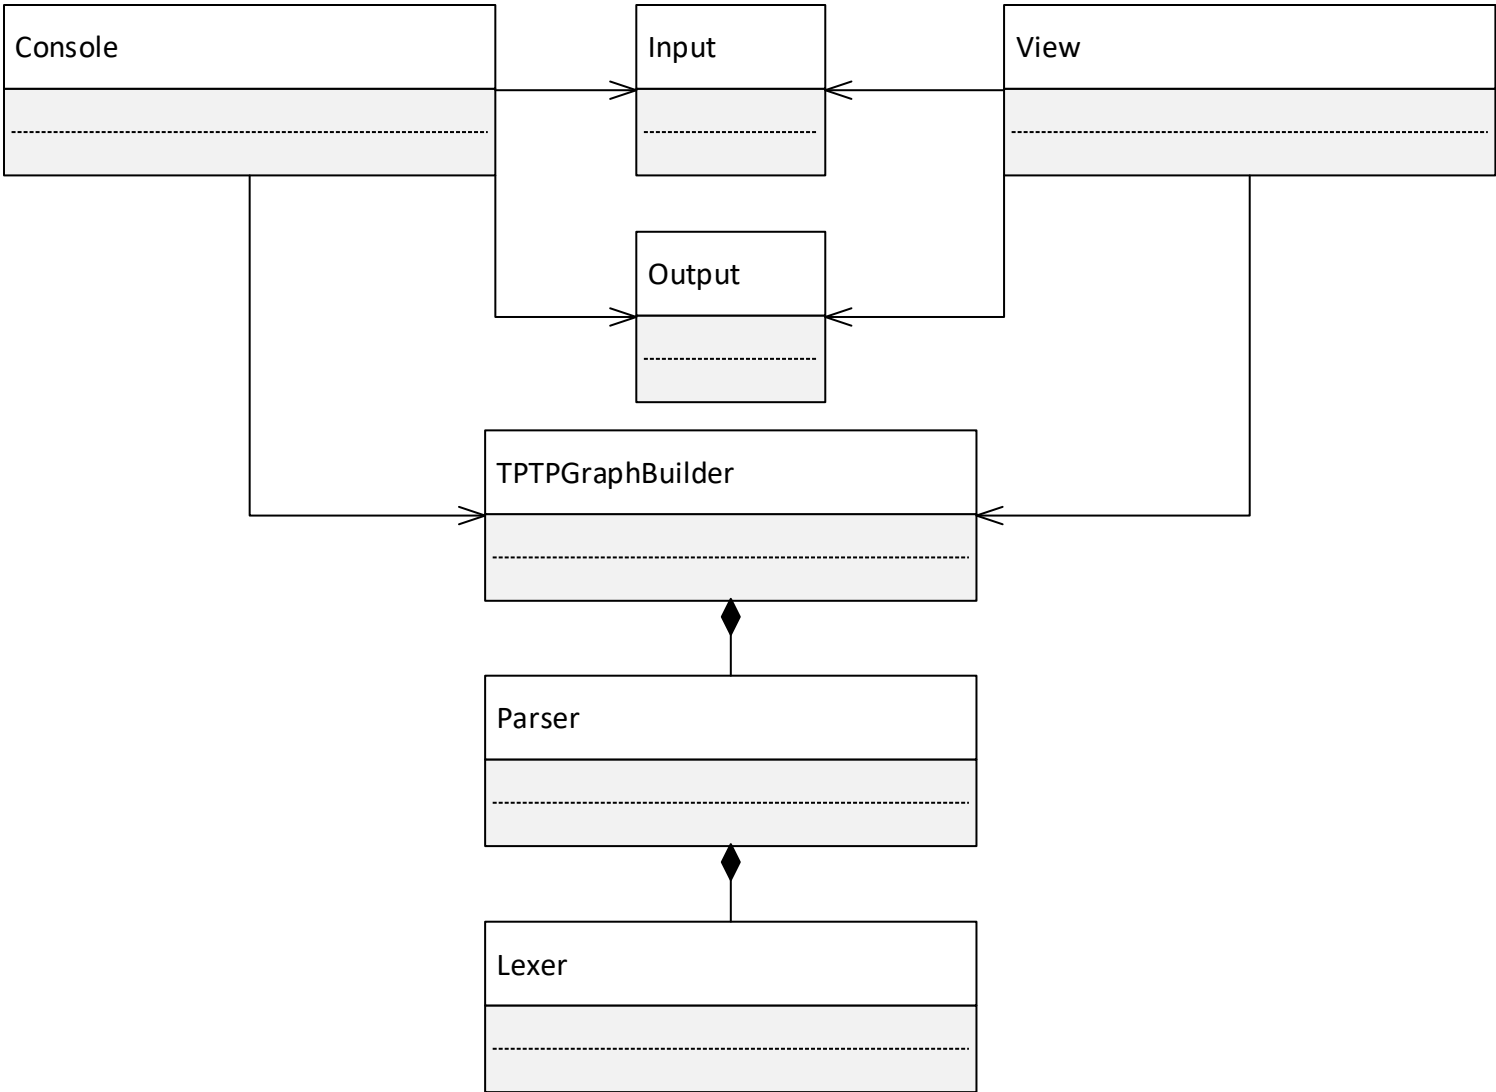 Console
Input
View
Output
TPTPGraphBuilder
Parser
Lexer